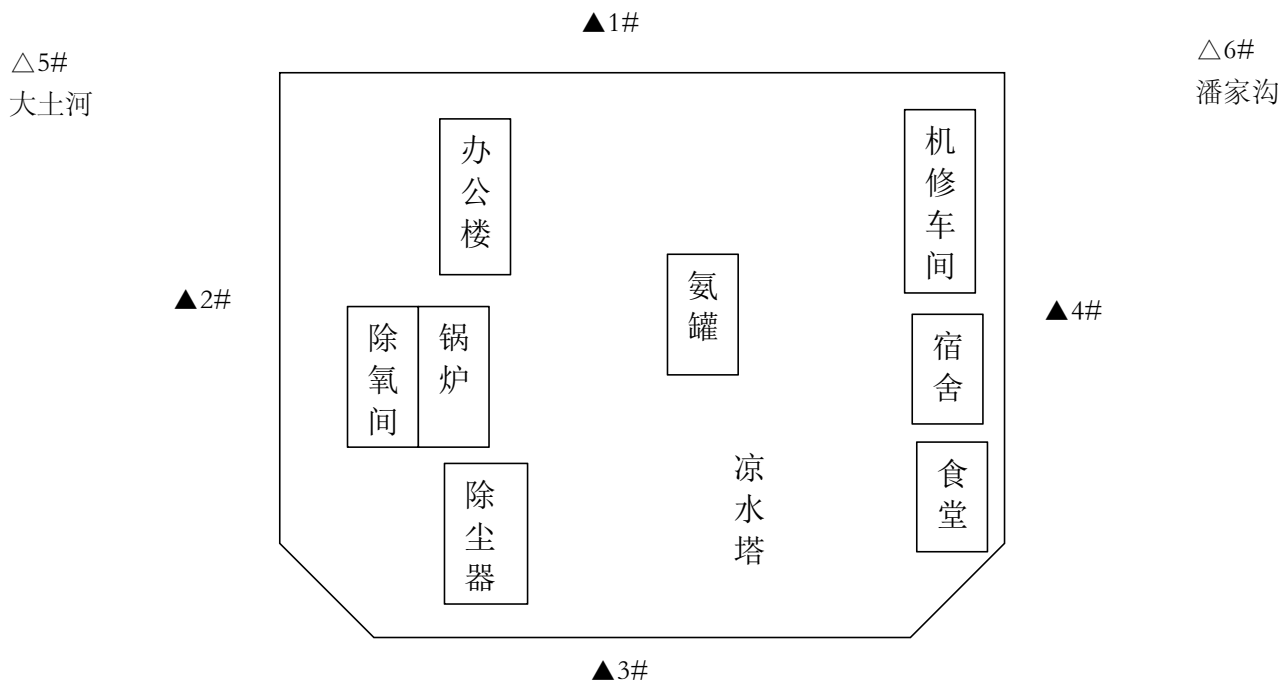 ▲1#
△5#
大土河
△6#
潘家沟
办公楼
机修车间
▲2#
氨罐
▲4#
除氧间
锅炉
宿舍
凉水塔
食堂
除尘器
▲3#